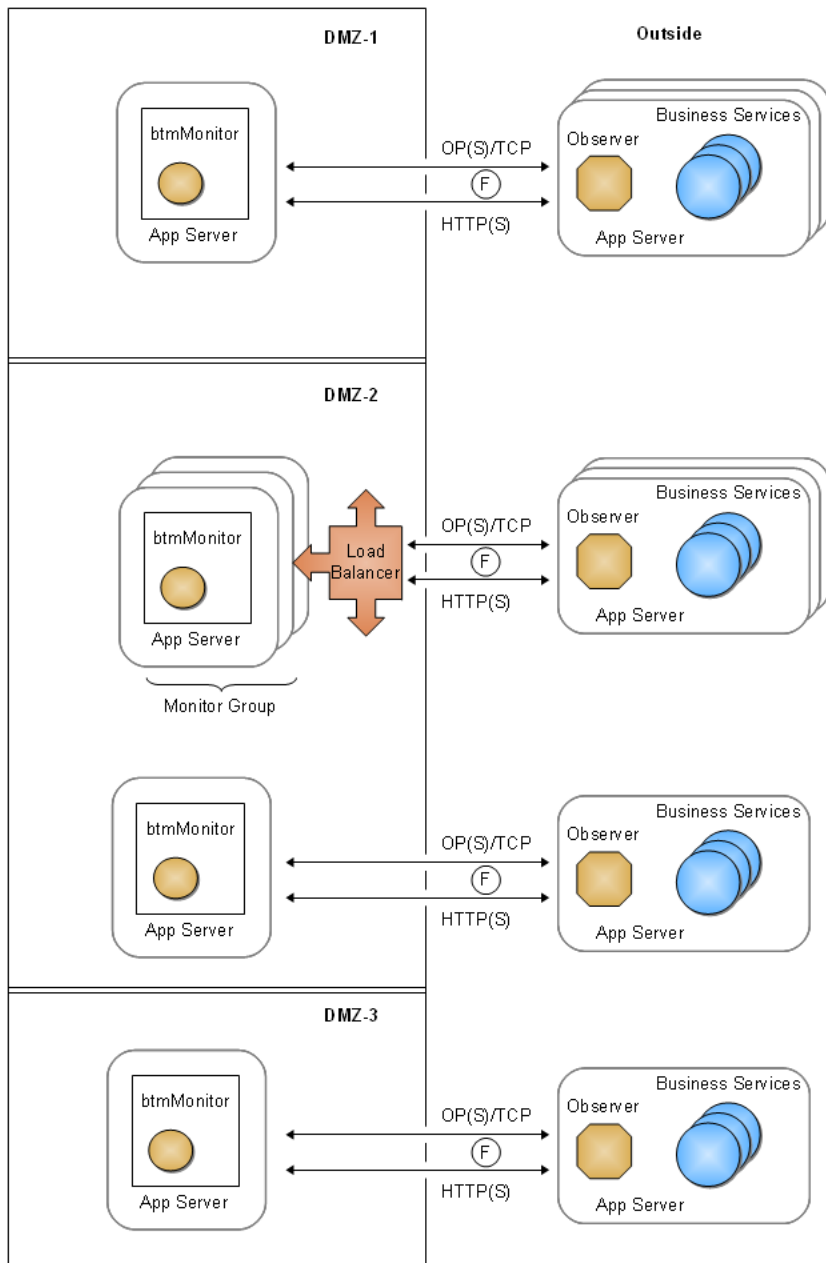 DMZ-1
Outside
btmMonitor
App Server
OP(S)/TCP
F
HTTP(S)
Business Services
Observer
App Server
DMZ-2
btmMonitor
App Server
Monitor Group
Load
Balancer
OP(S)/TCP
F
HTTP(S)
Business Services
Observer
App Server
btmMonitor
App Server
OP(S)/TCP
F
HTTP(S)
Business Services
Observer
App Server
DMZ-3
btmMonitor
App Server
OP(S)/TCP
F
HTTP(S)
Business Services
Observer
App Server